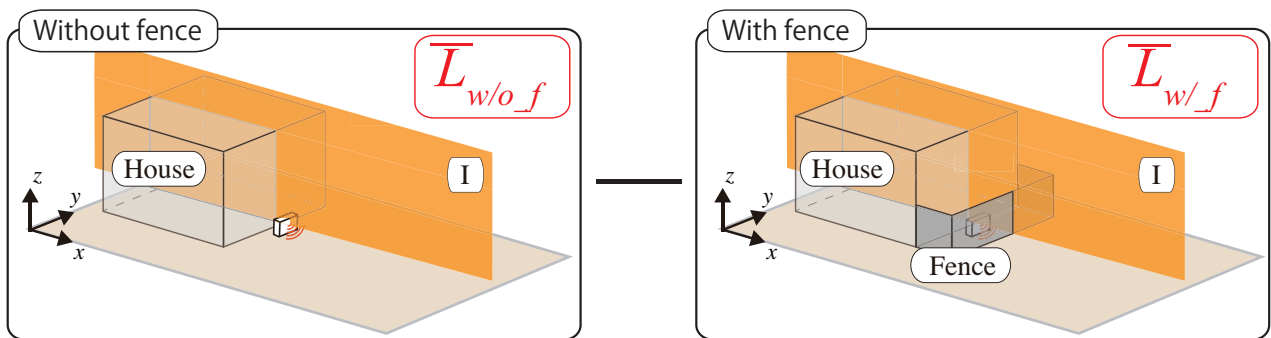 Without fence
L̅w/o_f
House
I
z
y
x
With fence
L̅w/_f
House
I
z
y
x
Fence